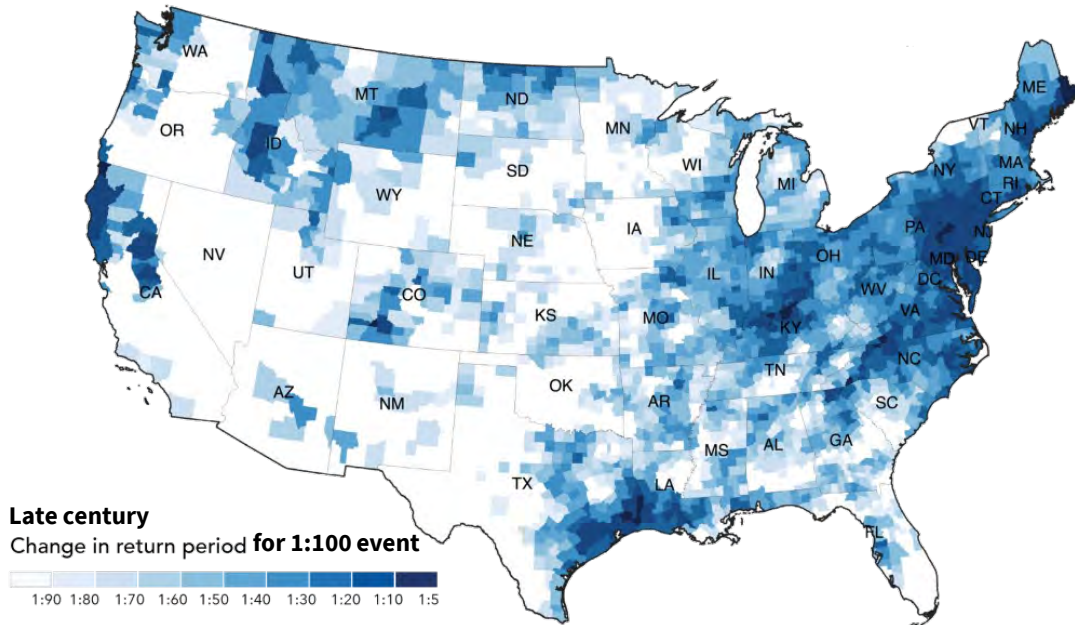 WA
OR
CA
NV
ID
MT
WY
UT
CO
AZ
NM
ND
SD
NE
KS
OK
TX
MN
IA
MO
AR
LA
WI
IL
MS
MI
IN
KY
TN
AL
OH
WV
VA
NC
SC
GA
FL
PA
NY
VT
NH
ME
MA
RI
CT
NJ
MD
DE
DC
Late century
Change in return period for 1:100 event
1:90 1:80 1:70 1:60 1:50 1:40 1:30 1:20 1:10 1:5